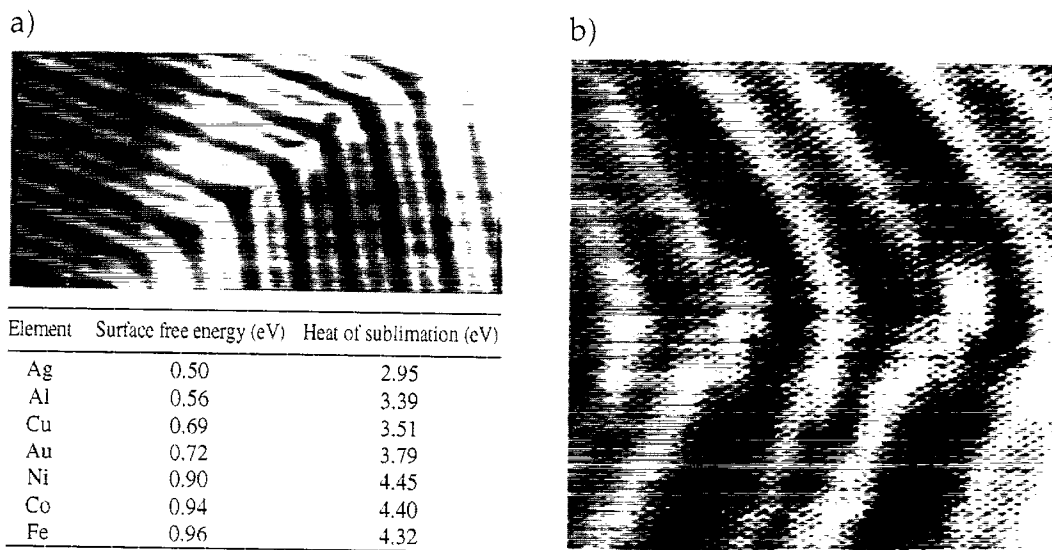 a)
b)
Element Surface free energy (eV) Heat of sublimation (eV)
Ag 0.50 2.95
Al 0.56 3.39
Cu 0.69 3.51
Au 0.72 3.79
Ni 0.90 4.45
Co 0.94 4.40
Fe 0.96 4.32